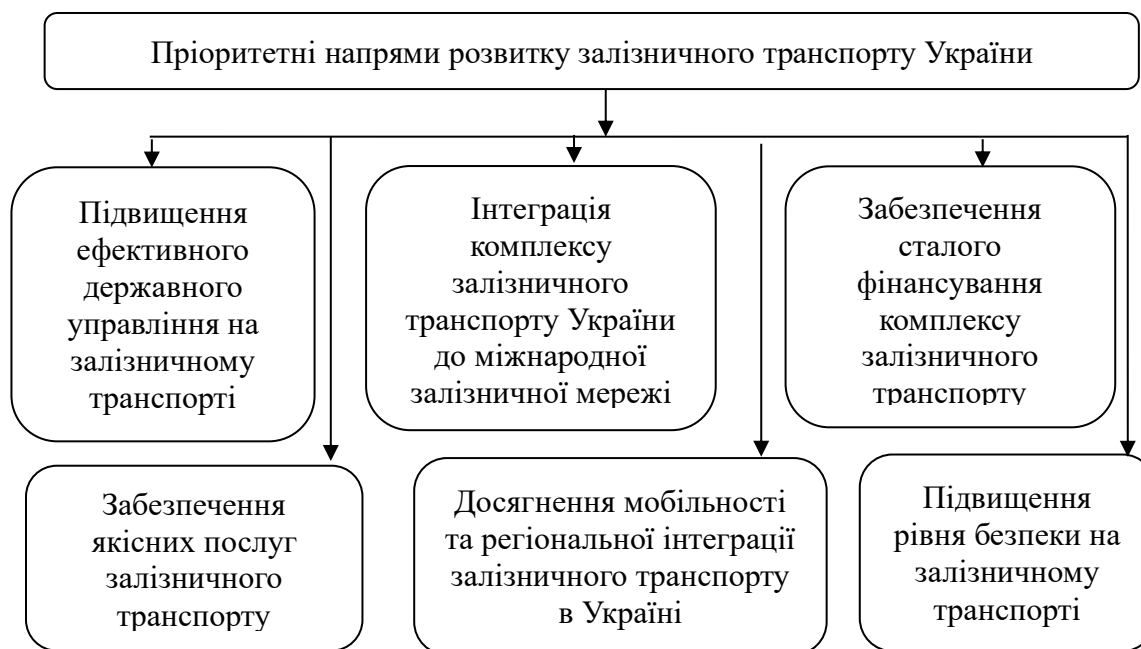 Пріоритетні напрями розвитку залізничного транспорту України
Підвищення
ефективного
державного
управління на
залізничному
транспорті
Інтеграція
комплексу
залізничного
транспорту України
до міжнародної
залізничної мережі
Забезпечення
сталого
фінансування
комплексу
залізничного
транспорту
Забезпечення
якісних послуг
залізничного
транспорту
Досягнення мобільності
та регіональної інтеграції
залізничного транспорту
в Україні
Підвищення
рівня безпеки на
залізничному
транспорті